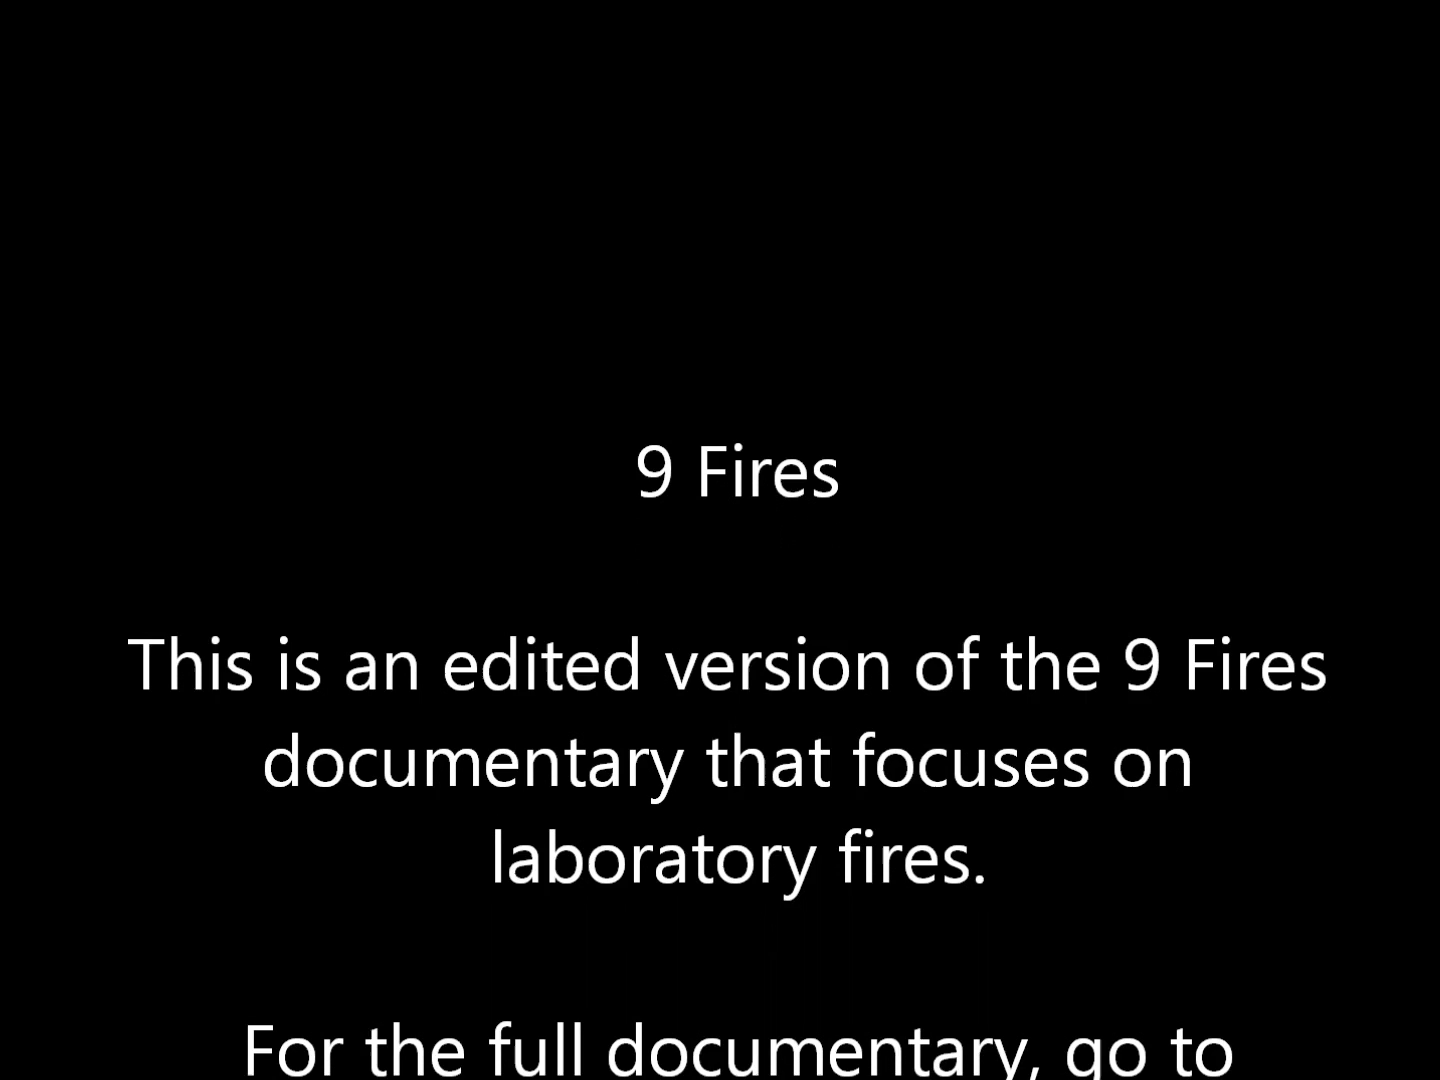 9 Fires
This is an edited version of the 9 Fires
documentary that focuses on
laboratory fires.
For the full documentary, go to